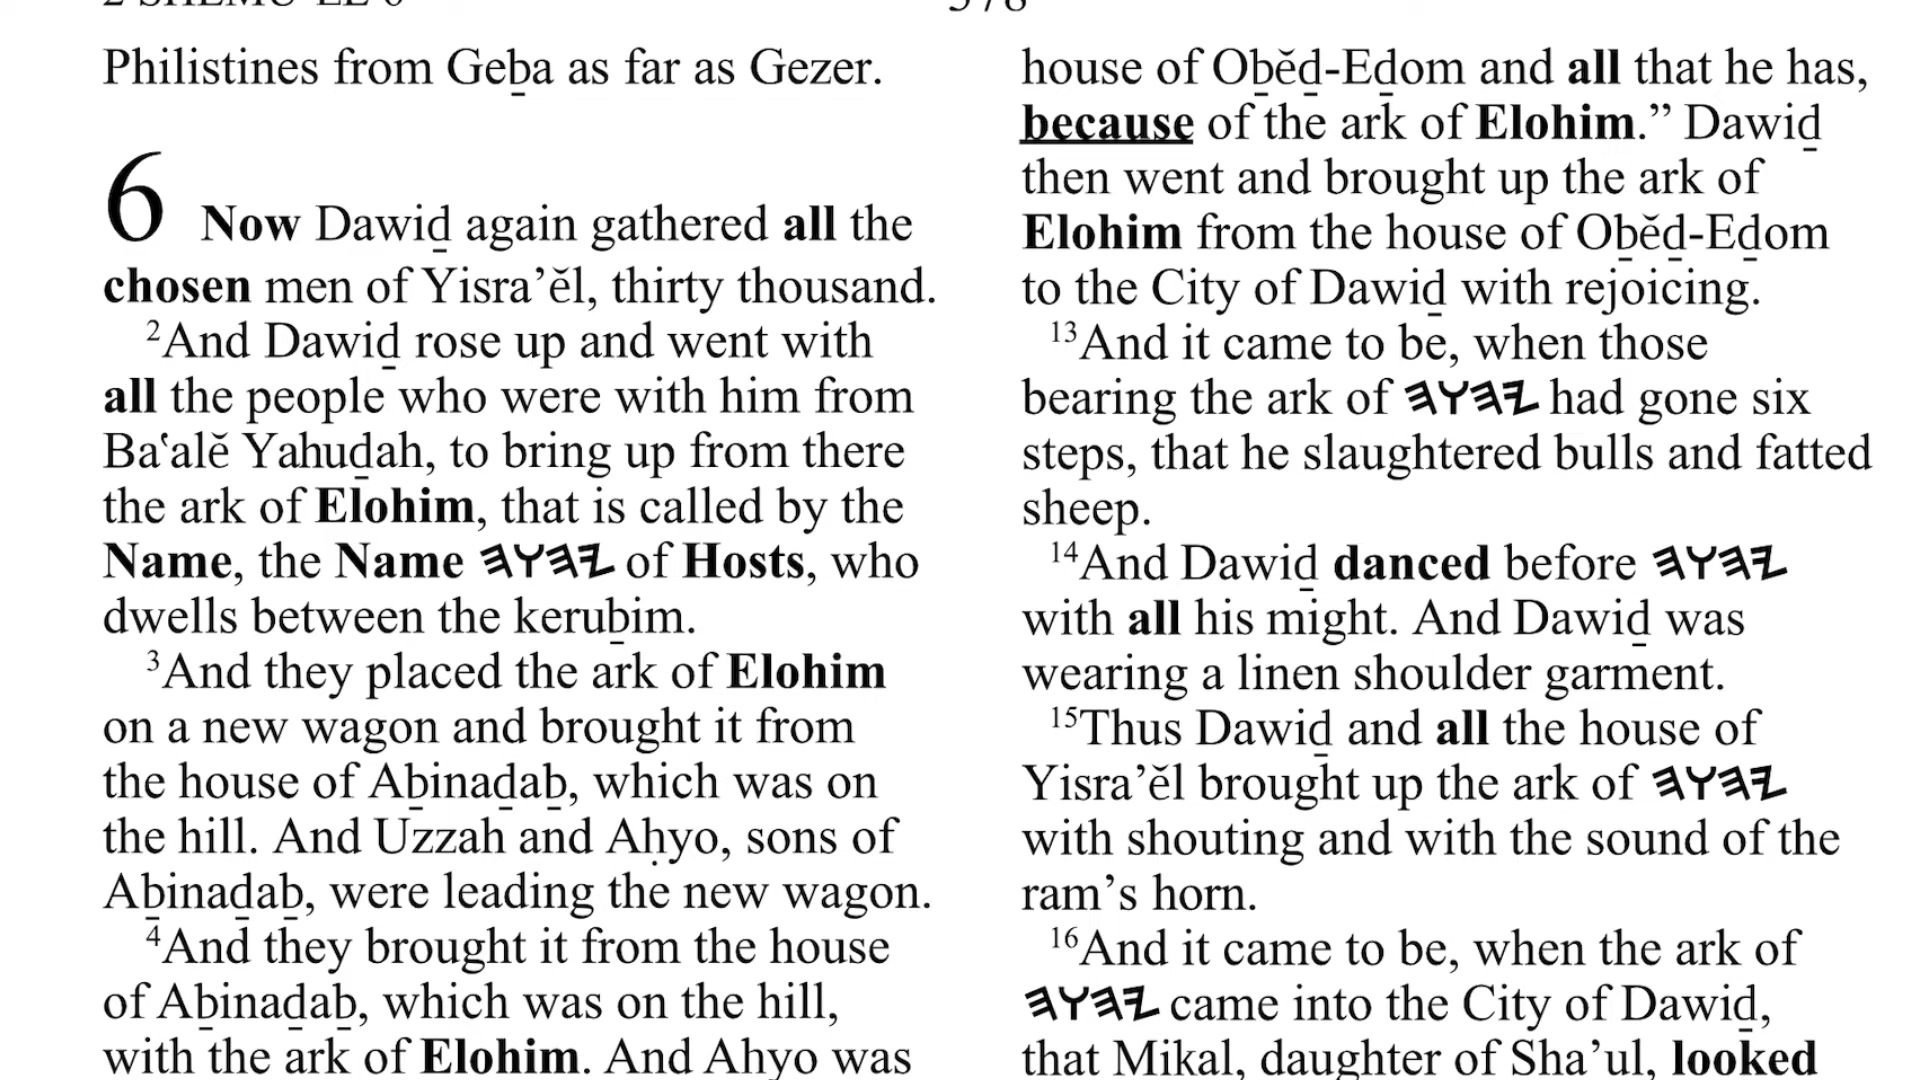 Philistines from Geḇa as far as Gezer.
6 Now Dawiḏ again gathered all the
chosen men of Yisra’ĕl, thirty thousand.
²And Dawiḏ rose up and went with
all the people who were with him from
Ba‛alĕ Yahuḏah, to bring up from there
the ark of Elohim, that is called by the
Name, the Name 𐤉𐤄𐤅𐤄 of Hosts, who
dwells between the keruḇim.
³And they placed the ark of Elohim
on a new wagon and brought it from
the house of Aḇinaḏaḇ, which was on
the hill. And Uzzah and Aḥyo, sons of
Aḇinaḏaḇ, were leading the new wagon.
⁴And they brought it from the house
of Aḇinaḏaḇ, which was on the hill,
with the ark of Elohim. And Ahyo was
house of Oḇĕḏ-Eḏom and all that he has,
because of the ark of Elohim.” Dawiḏ
then went and brought up the ark of
Elohim from the house of Oḇĕḏ-Eḏom
to the City of Dawiḏ with rejoicing.
¹³And it came to be, when those
bearing the ark of 𐤉𐤄𐤅𐤄 had gone six
steps, that he slaughtered bulls and fatted
sheep.
¹⁴And Dawiḏ danced before 𐤉𐤄𐤅𐤄
with all his might. And Dawiḏ was
wearing a linen shoulder garment.
¹⁵Thus Dawiḏ and all the house of
Yisra’ĕl brought up the ark of 𐤉𐤄𐤅𐤄
with shouting and with the sound of the
ram’s horn.
¹⁶And it came to be, when the ark of
𐤉𐤄𐤅𐤄 came into the City of Dawiḏ,
that Mikal, daughter of Sha’ul, looked